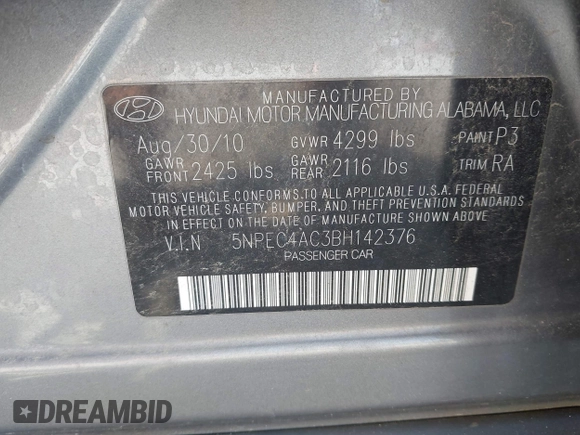 MANUFACTURED BY
HYUNDAI MOTOR MANUFACTURING ALABAMA, LLC
Aug/30/10 GVWR 4299 lbs PAINT P3
GAWR FRONT 2425 lbs GAWR REAR 2116 lbs TRIM RA
THIS VEHICLE CONFORMS TO ALL APPLICABLE U.S.A. FEDERAL
MOTOR VEHICLE SAFETY, BUMPER, AND THEFT PREVENTION STANDARDS
IN EFFECT ON THE DATE OF MANUFACTURE SHOWN ABOVE
V.I.N 5NPEC4AC3BH142376
PASSENGER CAR
DREAMBID